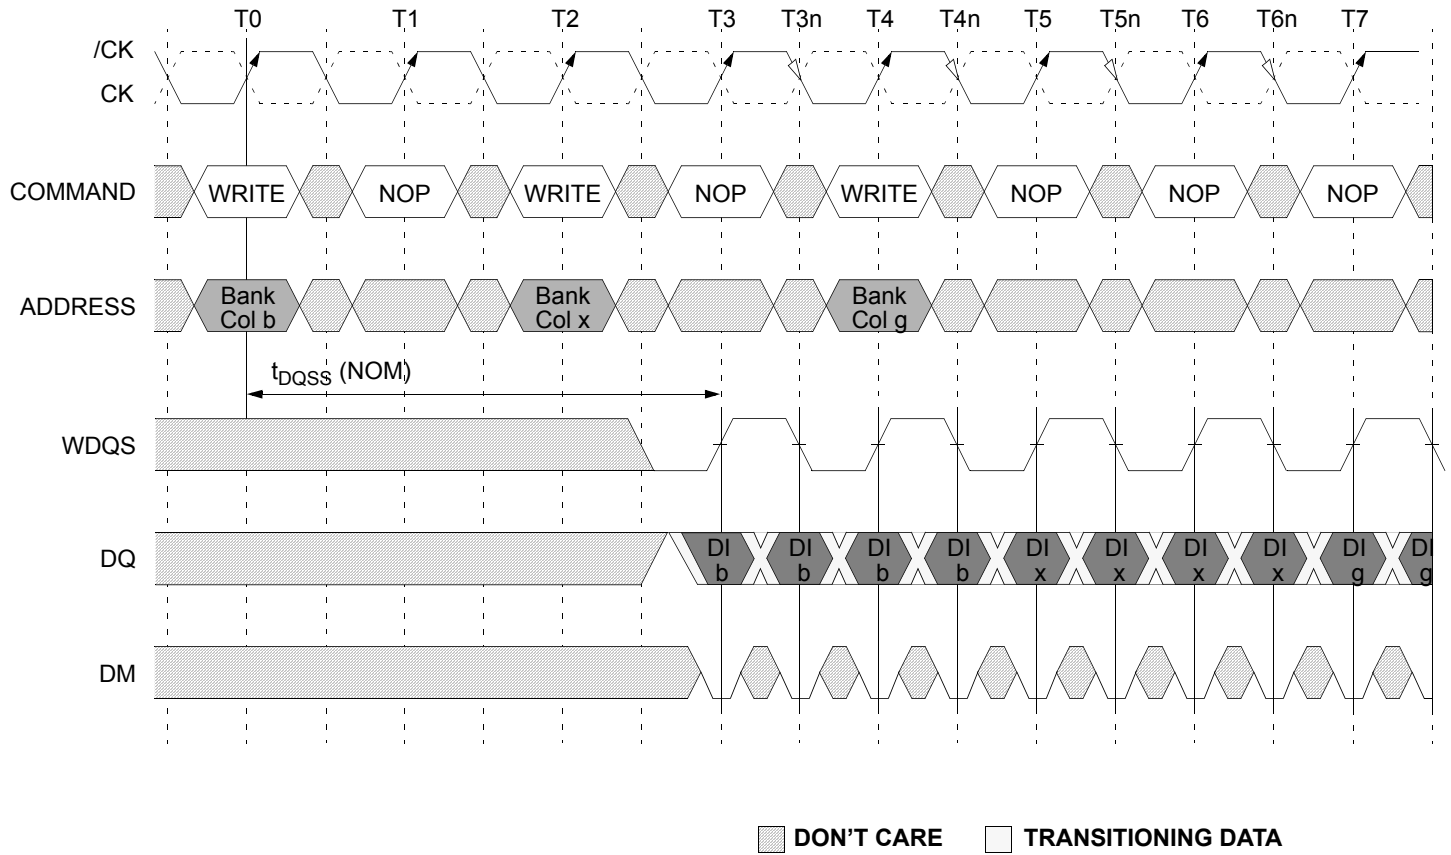 T0 T1 T2 T3 T3n T4 T4n T5 T5n T6 T6n T7
/CK
CK
COMMAND WRITE NOP WRITE NOP WRITE NOP NOP NOP
ADDRESS
Bank Bank Bank
Col b Col x Col g
tDQSS (NOM)
WDQS
DQ
DI DI DI DI DI DI DI DI DI DI
b b b b x x x x g g
DM
DON'T CARE TRANSITIONING DATA